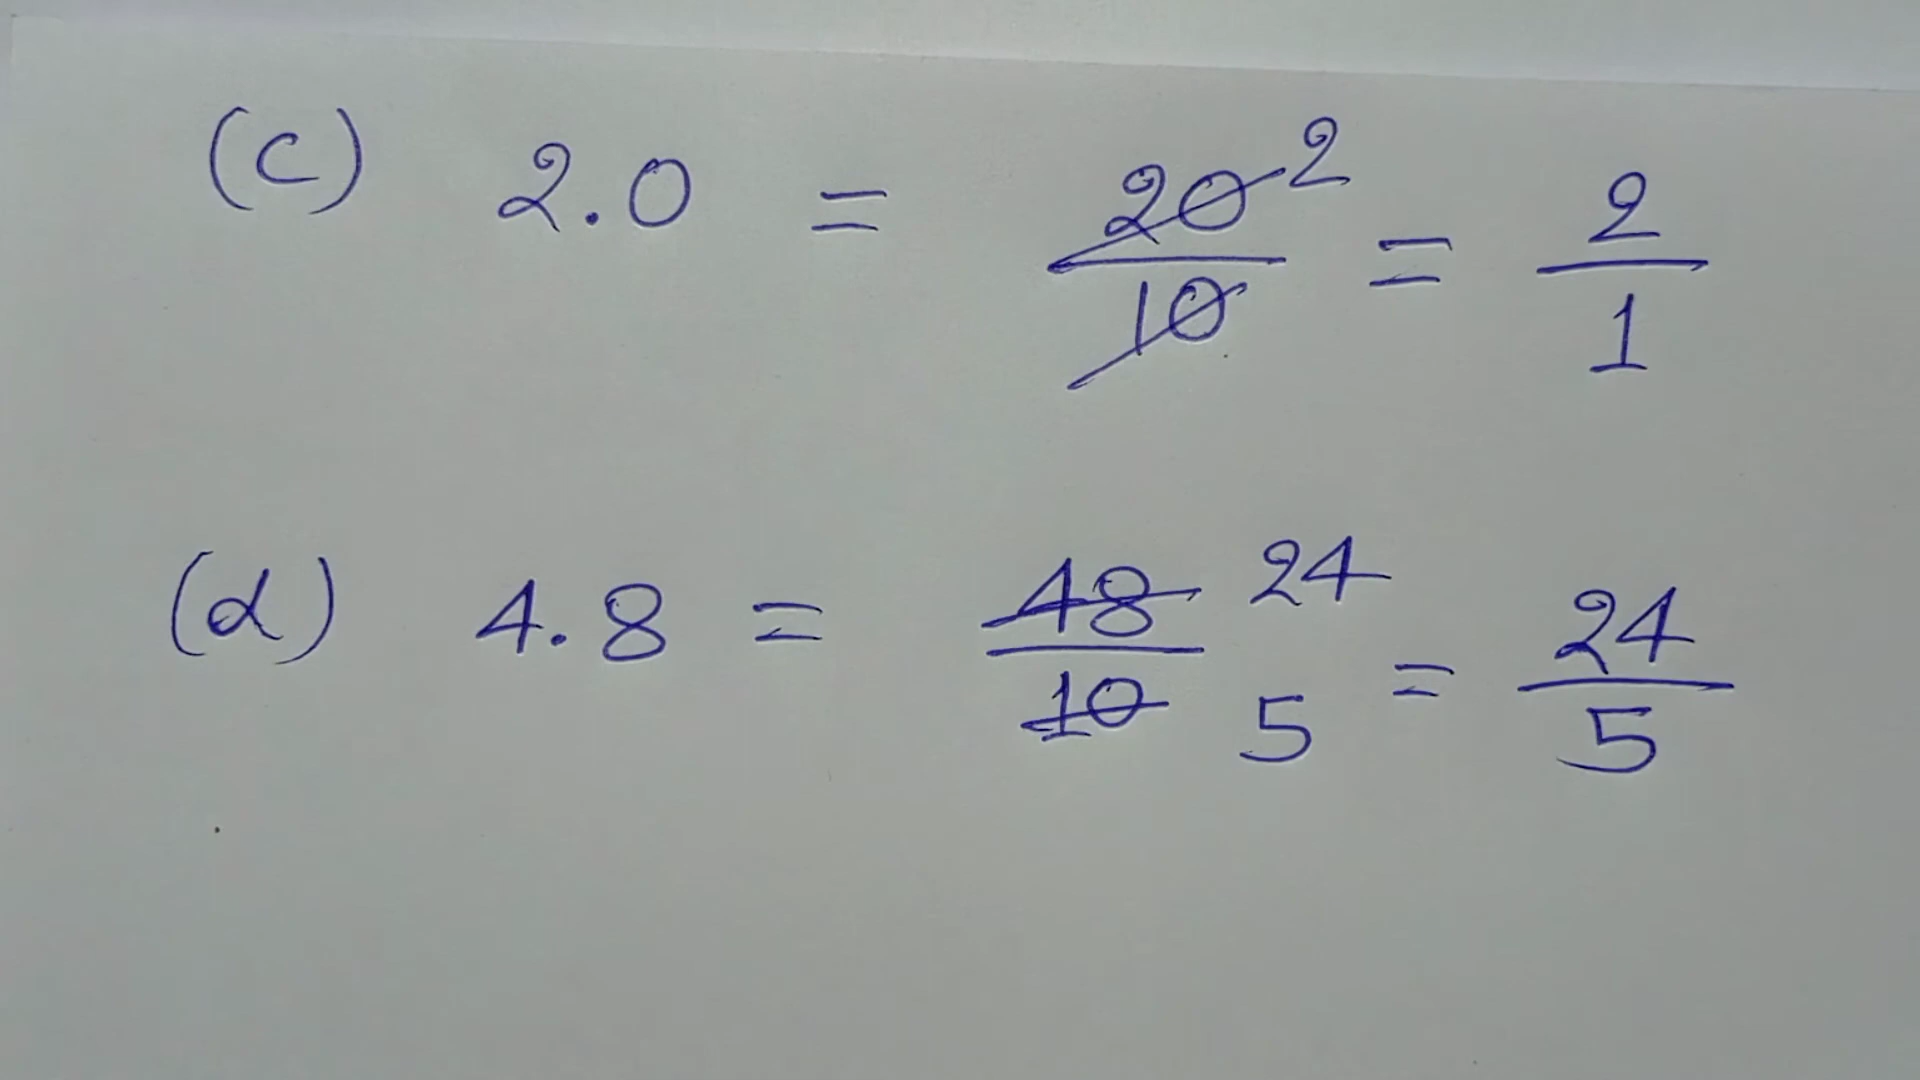 (c) 2.0 = 20/10 2 = 2/1
(d) 4.8 = 48/10 24 5 = 24/5